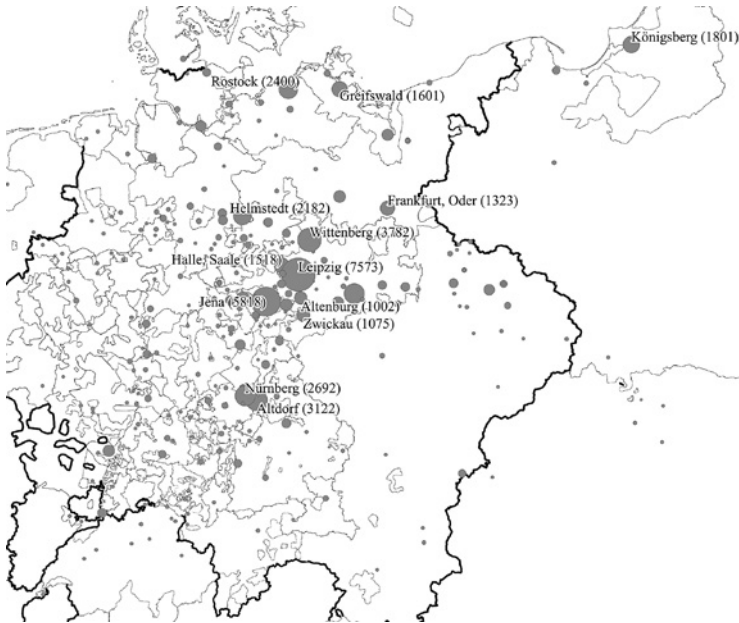 Königsberg (1801)
Rostock (2400)
Greifswald (1601)
Frankfurt, Oder (1323)
Helmstedt (2182)
Wittenberg (3782)
Halle, Saale (1518)
Leipzig (7573)
Jena (5818)
Altenburg (1002)
Zwickau (1075)
Nürnberg (2692)
Altdorf (3122)